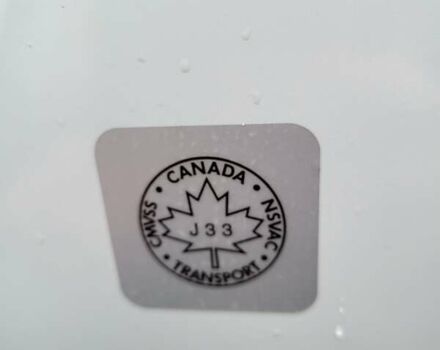 CANADA
CMVSS
J33
NSVAC
TRANSPORT